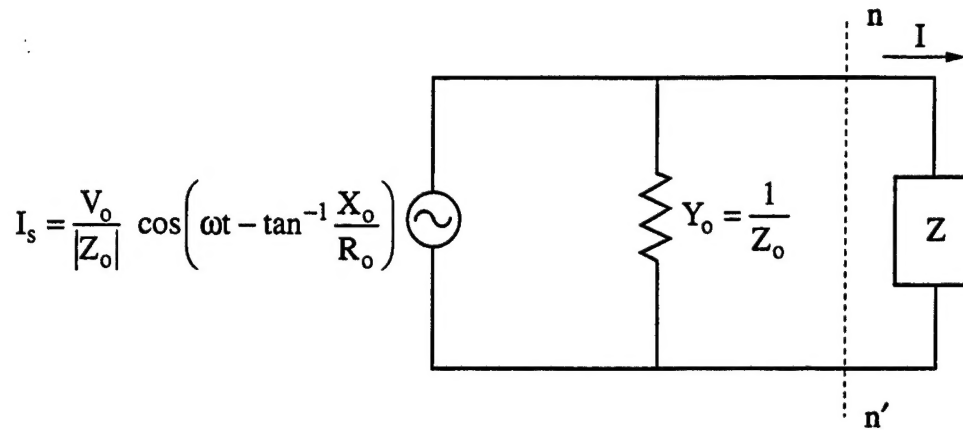 n
I
I_s = V_o / |Z_o| cos(ωt – tan⁻¹ X_o / R_o)
Y_o = 1 / Z_o
Z
n′